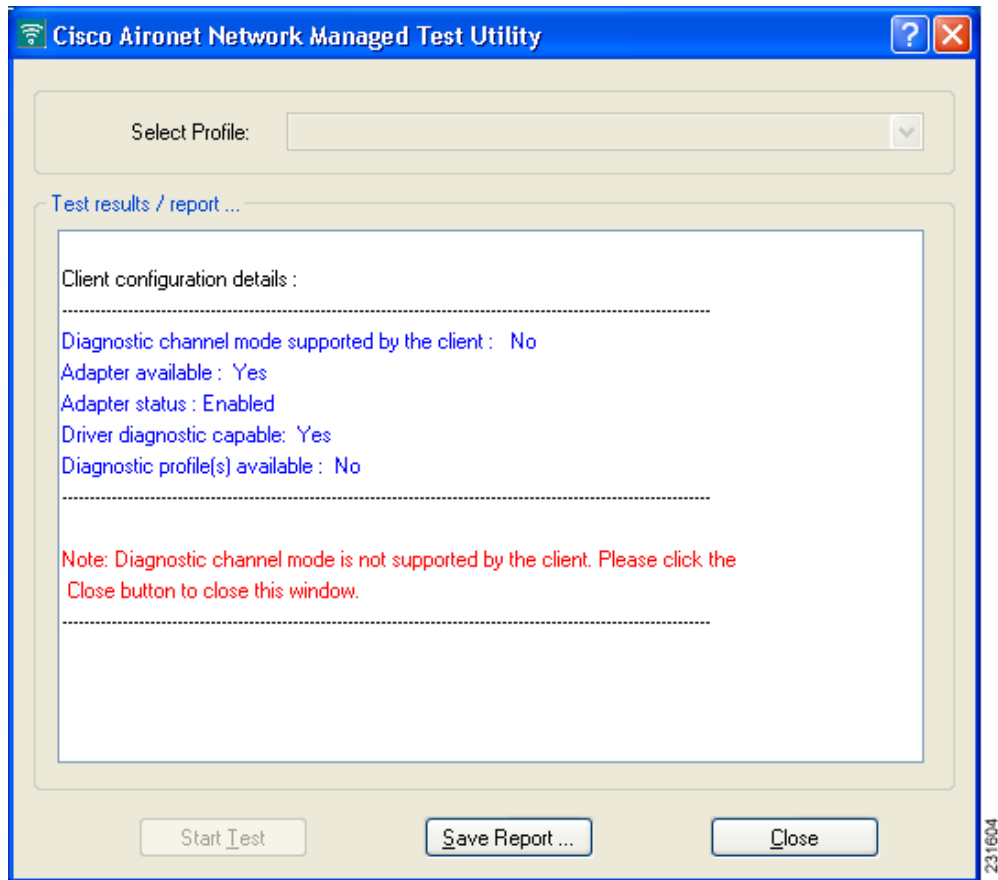 Cisco Aironet Network Managed Test Utility
Select Profile:
Test results / report ...
Client configuration details :
------------------------------------------------------------
Diagnostic channel mode supported by the client :   No
Adapter available :  Yes
Adapter status : Enabled
Driver diagnostic capable:  Yes
Diagnostic profile(s) available :  No
------------------------------------------------------------
Note: Diagnostic channel mode is not supported by the client. Please click the
Close button to close this window.
------------------------------------------------------------
Start Test
Save Report ...
Close
231604